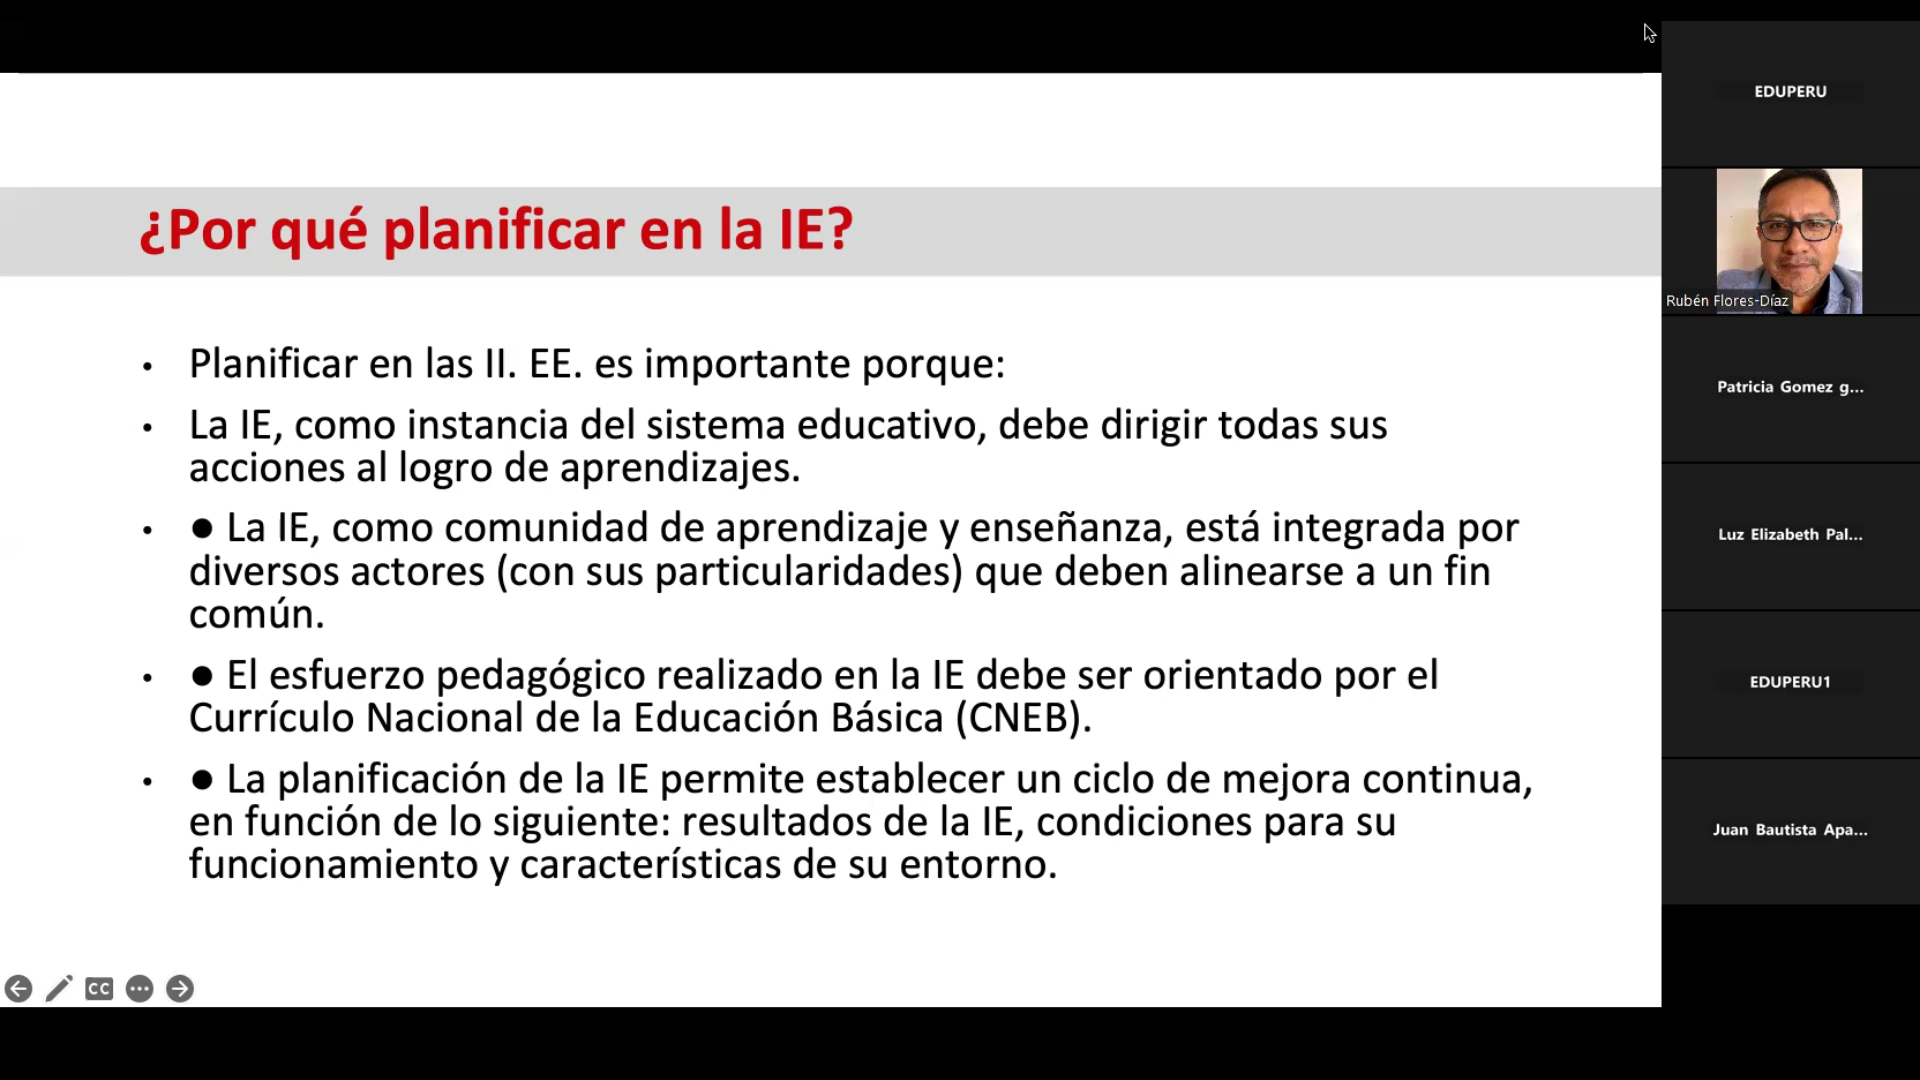 ¿Por qué planificar en la IE?
• Planificar en las II. EE. es importante porque:
• La IE, como instancia del sistema educativo, debe dirigir todas sus
acciones al logro de aprendizajes.
• ● La IE, como comunidad de aprendizaje y enseñanza, está integrada por
diversos actores (con sus particularidades) que deben alinearse a un fin
común.
• ● El esfuerzo pedagógico realizado en la IE debe ser orientado por el
Currículo Nacional de la Educación Básica (CNEB).
• ● La planificación de la IE permite establecer un ciclo de mejora continua,
en función de lo siguiente: resultados de la IE, condiciones para su
funcionamiento y características de su entorno.
CC
EDUPERU
Rubén Flores-Díaz
Patricia Gomez g...
Luz Elizabeth Pal...
EDUPERU1
Juan Bautista Apa...